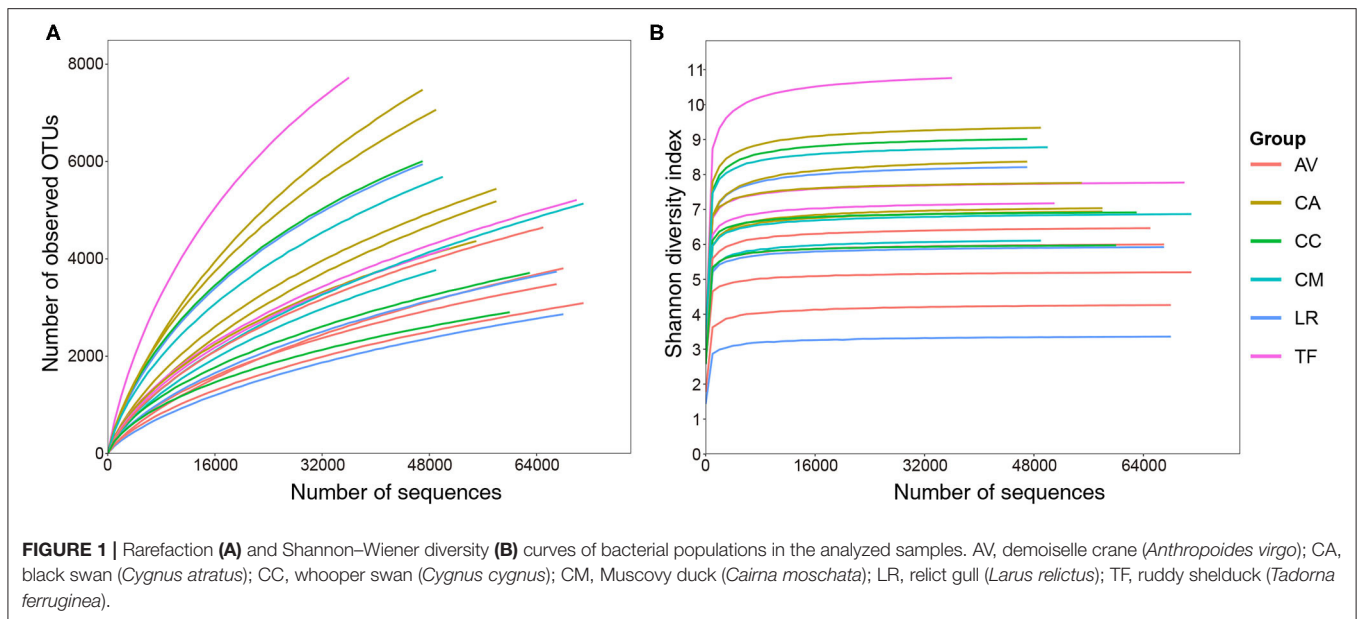 A
B
8000
6000
4000
2000
0
Number of observed OTUs
0 16000 32000 48000 64000
Number of sequences
11
10
9
8
7
6
5
4
3
2
1
0
Shannon diversity index
0 16000 32000 48000 64000
Number of sequences
Group
AV
CA
CC
CM
LR
TF
FIGURE 1 | Rarefaction (A) and Shannon–Wiener diversity (B) curves of bacterial populations in the analyzed samples. AV, demoiselle crane (Anthropoides virgo); CA,
black swan (Cygnus atratus); CC, whooper swan (Cygnus cygnus); CM, Muscovy duck (Cairna moschata); LR, relict gull (Larus relictus); TF, ruddy shelduck (Tadorna
ferruginea).